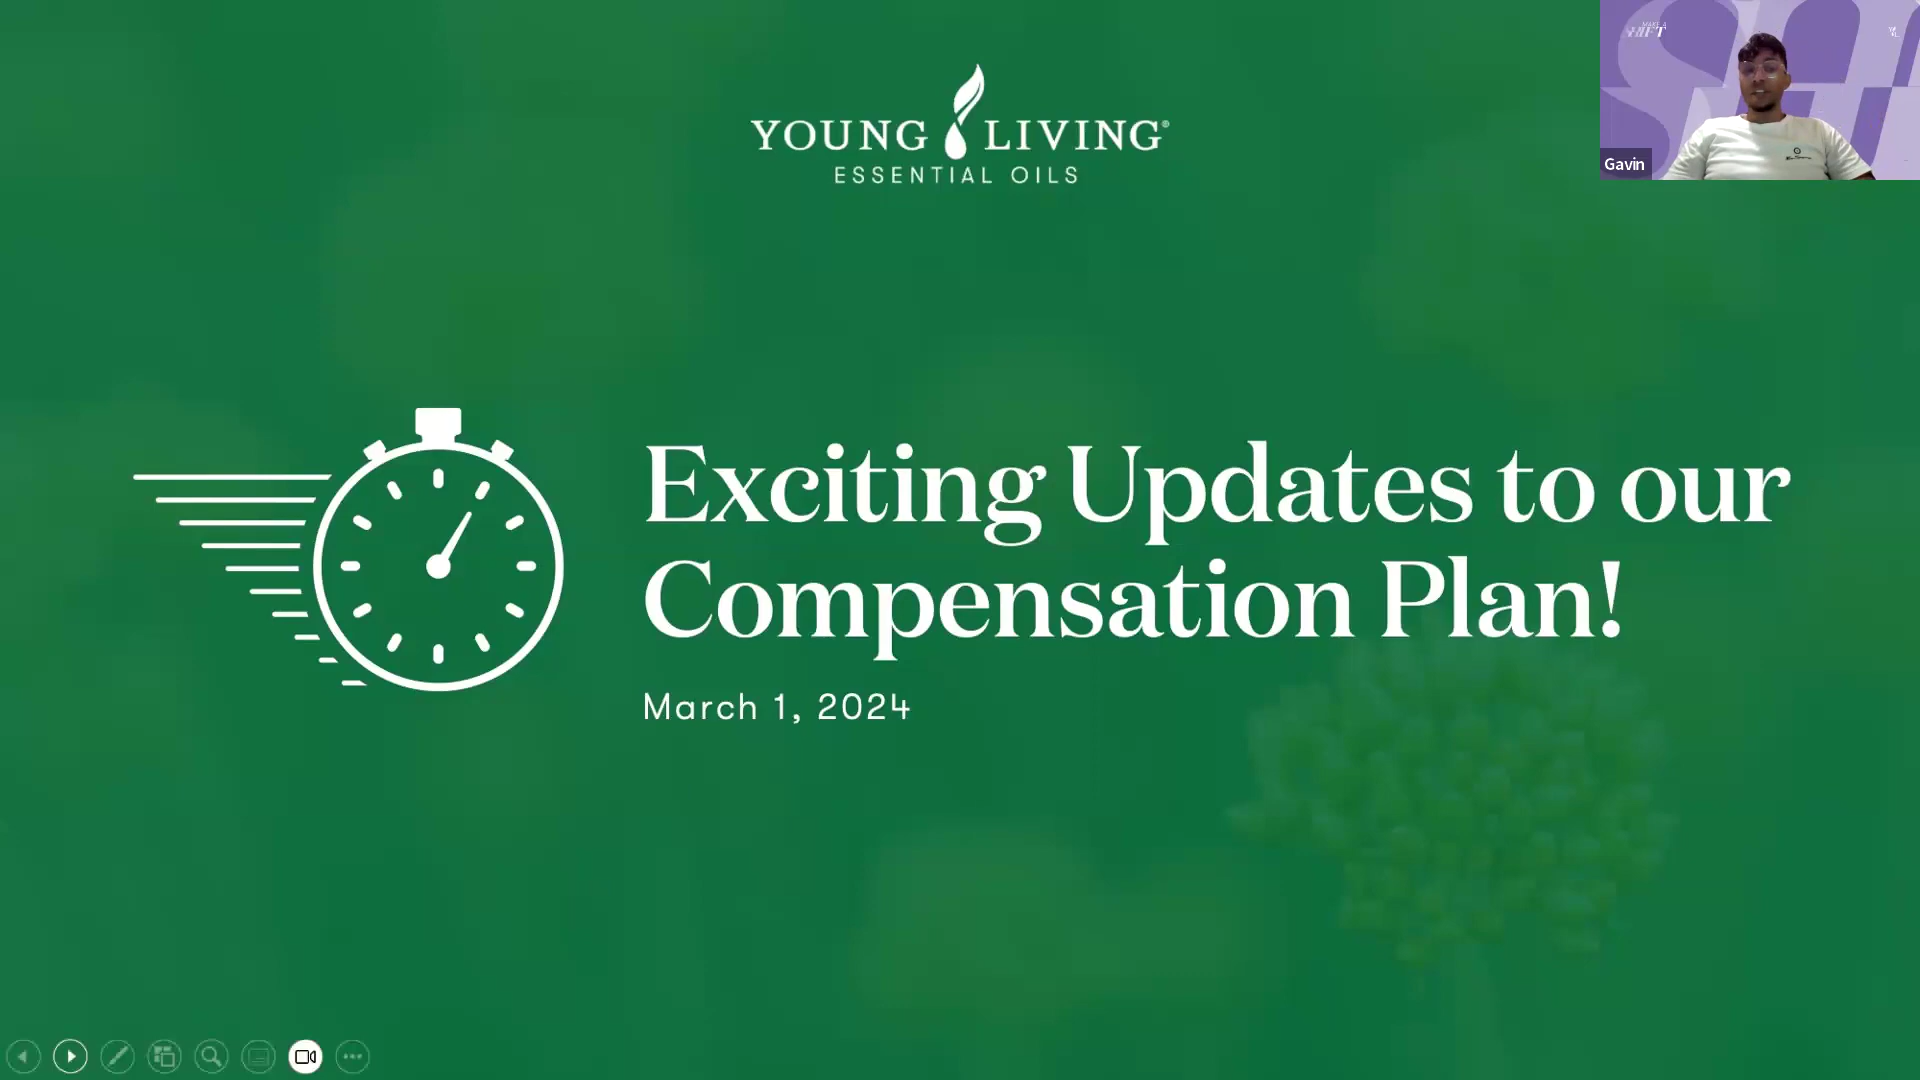 YOUNG LIVING®
ESSENTIAL OILS
Gavin
Exciting Updates to our
Compensation Plan!
March 1, 2024